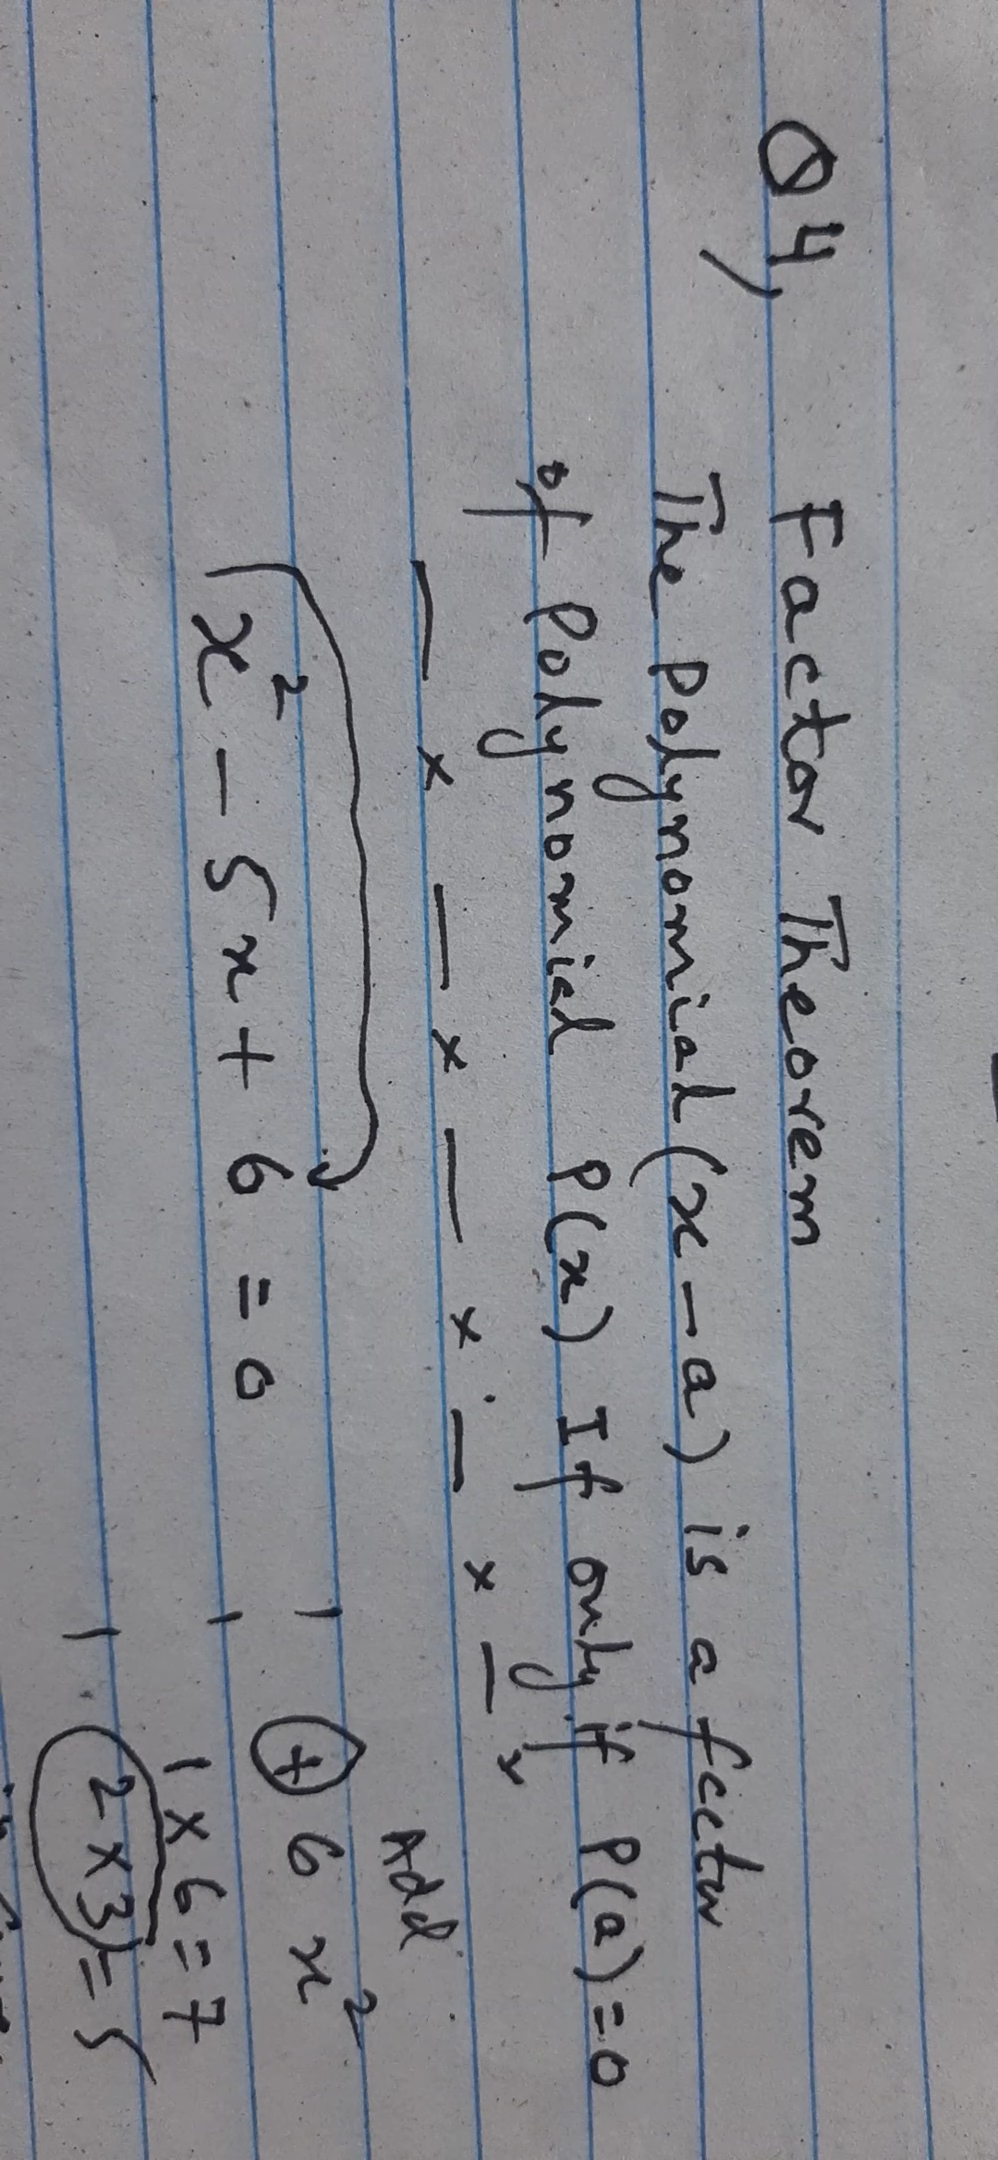 Q4, Factor Theorem
The Polynomial (x - a) is a factor
of Polynomial P(x) If only if P(a) = 0
— x — x — x — x — x
Add
x² - 5x + 6 = 0
(+) 6 x²
1 x 6 = 7
2 x 3 = 5